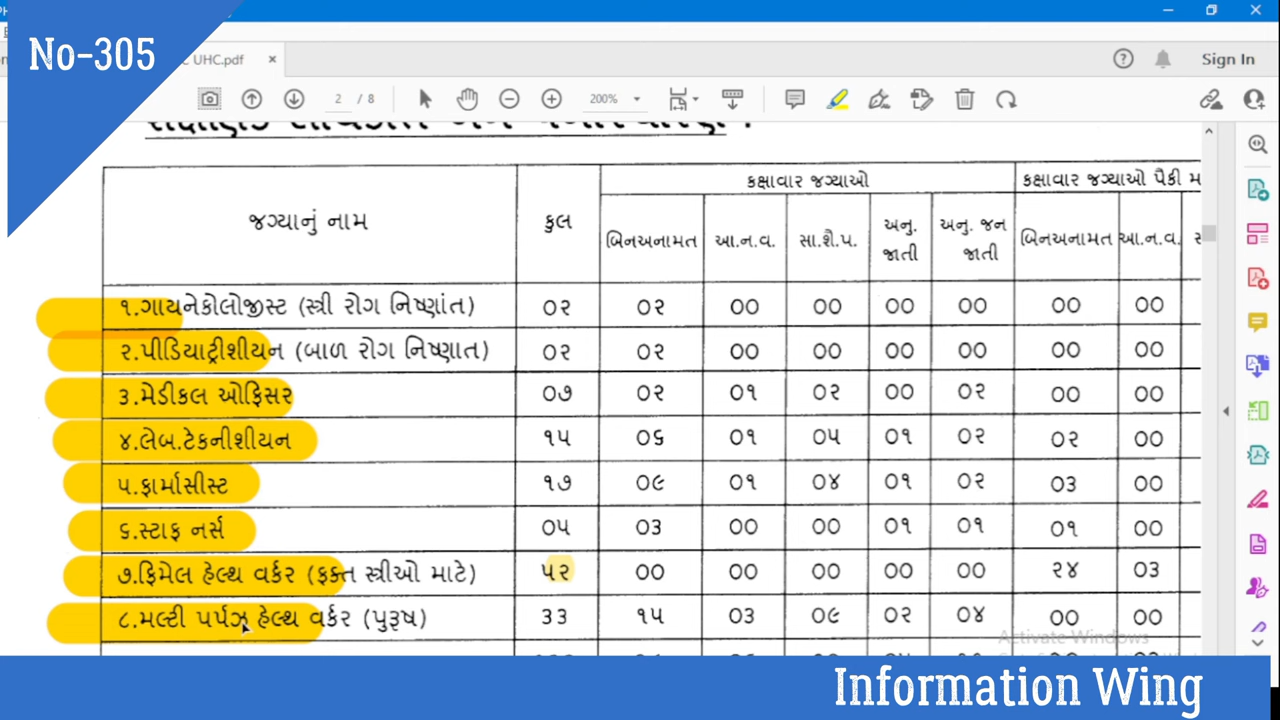 No-305
UHC.pdf
Sign In
2 / 8
200%
કક્ષાવાર જગ્યાઓ કક્ષાવાર જગ્યાઓ પૈકી
જગ્યાનું નામ કુલ બિનઅનામત આ.ન.વ. સા.શૈ.પ. અનુ. જાતી અનુ. જન જાતી બિનઅનામત આ.ન.વ.
૧.ગાયનેકોલોજીસ્ટ (સ્ત્રી રોગ નિષ્ણાંત) ૦૨ ૦૨ ૦૦ ૦૦ ૦૦ ૦૦ ૦૦ ૦૦
૨.પીડિયાટ્રીશીયન (બાળ રોગ નિષ્ણાત) ૦૨ ૦૨ ૦૦ ૦૦ ૦૦ ૦૦ ૦૦ ૦૦
૩.મેડીકલ ઓફિસર ૦૭ ૦૨ ૦૧ ૦૨ ૦૦ ૦૨ ૦૦ ૦૦
૪.લેબ.ટેકનીશીયન ૧૫ ૦૬ ૦૧ ૦૫ ૦૧ ૦૨ ૦૨ ૦૦
૫.ફાર્માસીસ્ટ ૧૭ ૦૯ ૦૧ ૦૪ ૦૧ ૦૨ ૦૩ ૦૦
૬.સ્ટાફ નર્સ ૦૫ ૦૩ ૦૦ ૦૦ ૦૧ ૦૧ ૦૧ ૦૦
૭.ફિમેલ હેલ્થ વર્કર (ફક્ત સ્ત્રીઓ માટે) ૫૨ ૦૦ ૦૦ ૦૦ ૦૦ ૦૦ ૨૪ ૦૩
૮.મલ્ટી પર્પઝ હેલ્થ વર્કર (પુરૂષ) ૩૩ ૧૫ ૦૩ ૦૯ ૦૨ ૦૪ ૦૦ ૦૦
Activate Windows
Information Wing